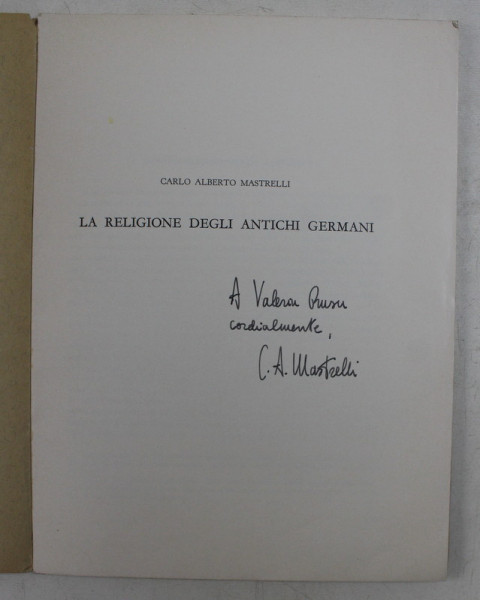 CARLO ALBERTO MASTRELLI
LA RELIGIONE DEGLI ANTICHI GERMANI
A Valeriu Rusu
cordialmente,
C. A. Mastrelli